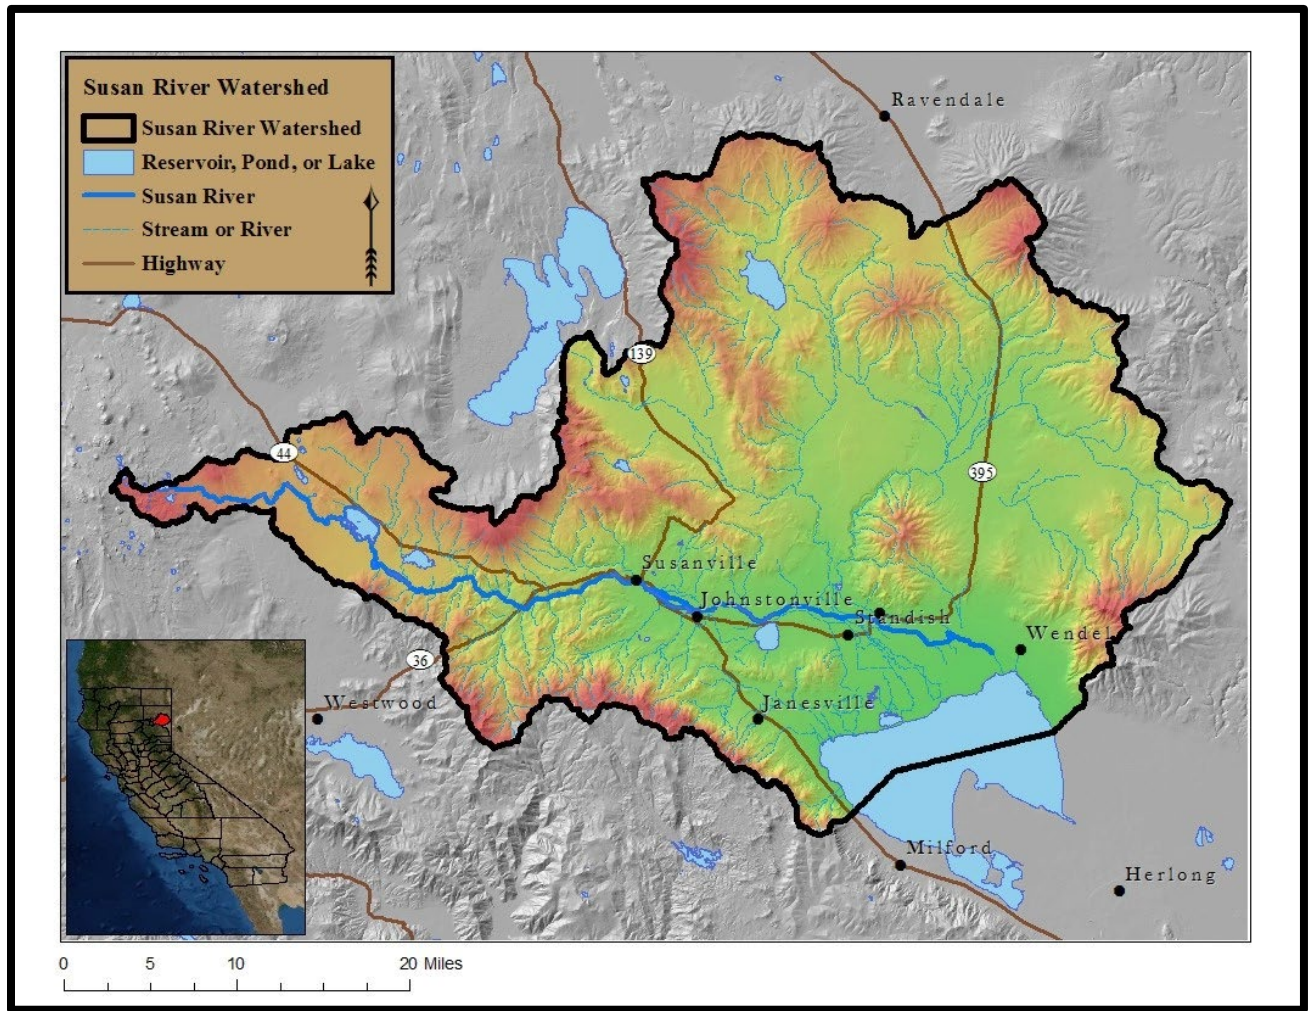 Susan River Watershed
Susan River Watershed
Reservoir, Pond, or Lake
Susan River
Stream or River
Highway
Ravendale
139
44
395
Susanville
Johnstonville
Standish
Wendel
36
Westwood
Janesville
Milford
Herlong
0 5 10 20 Miles